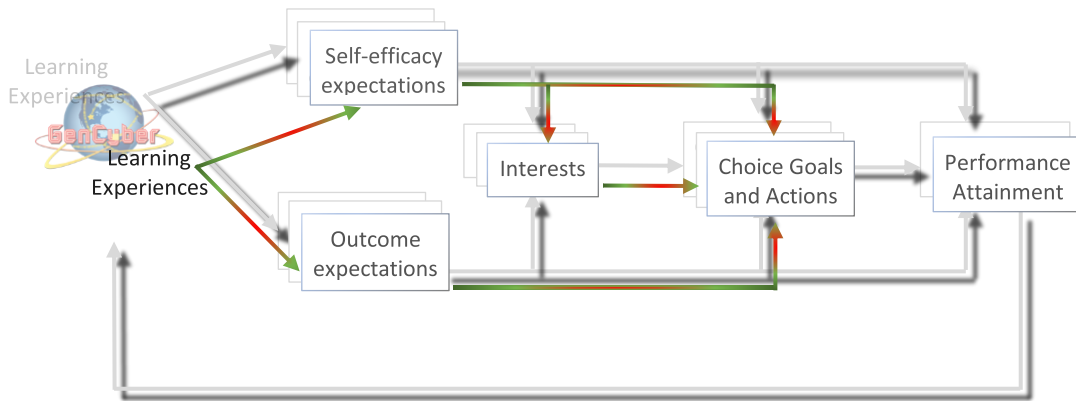 Learning
Experiences
GenCyber
Learning
Experiences
Self-efficacy
expectations
Outcome
expectations
Interests
Choice Goals
and Actions
Performance
Attainment